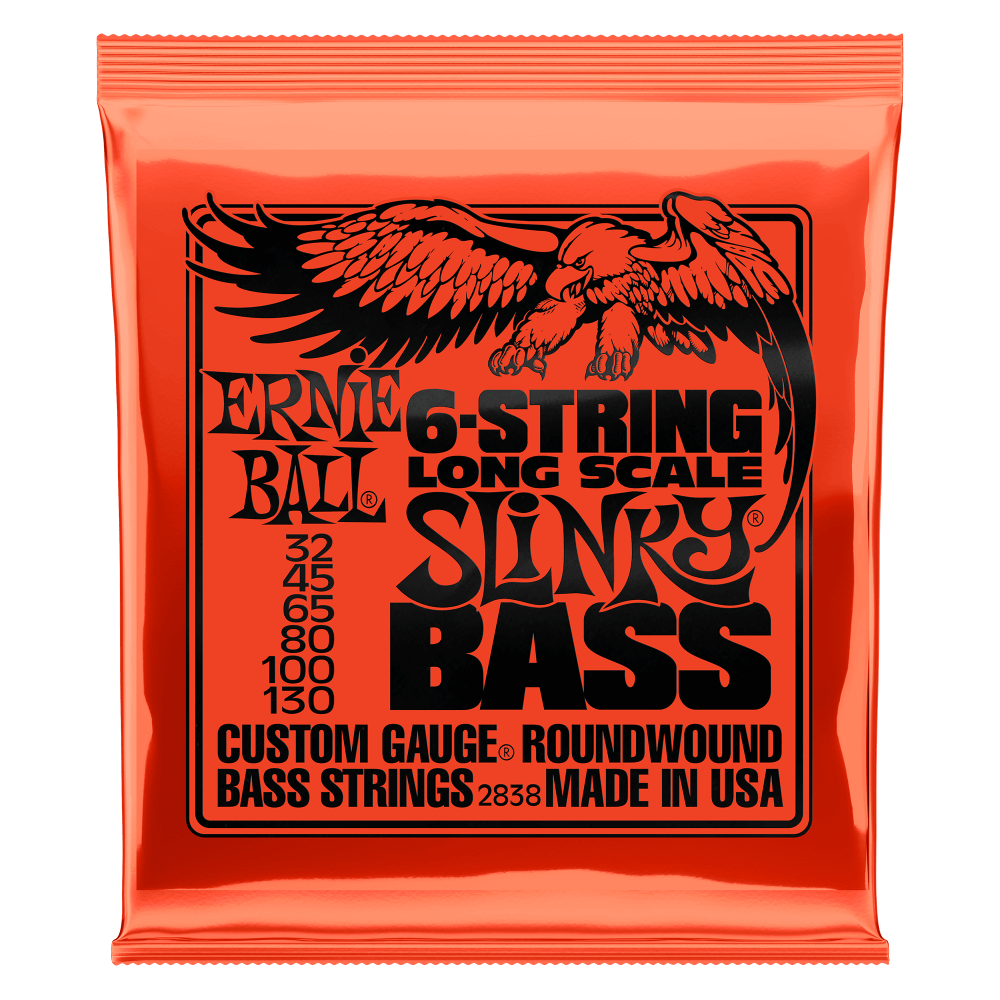 ERNiE
BALL®
6-STRING
LONG SCALE
SLiNKY®
BASS
32
45
65
80
100
130
CUSTOM GAUGE® ROUNDWOUND
BASS STRINGS 2838 MADE IN USA